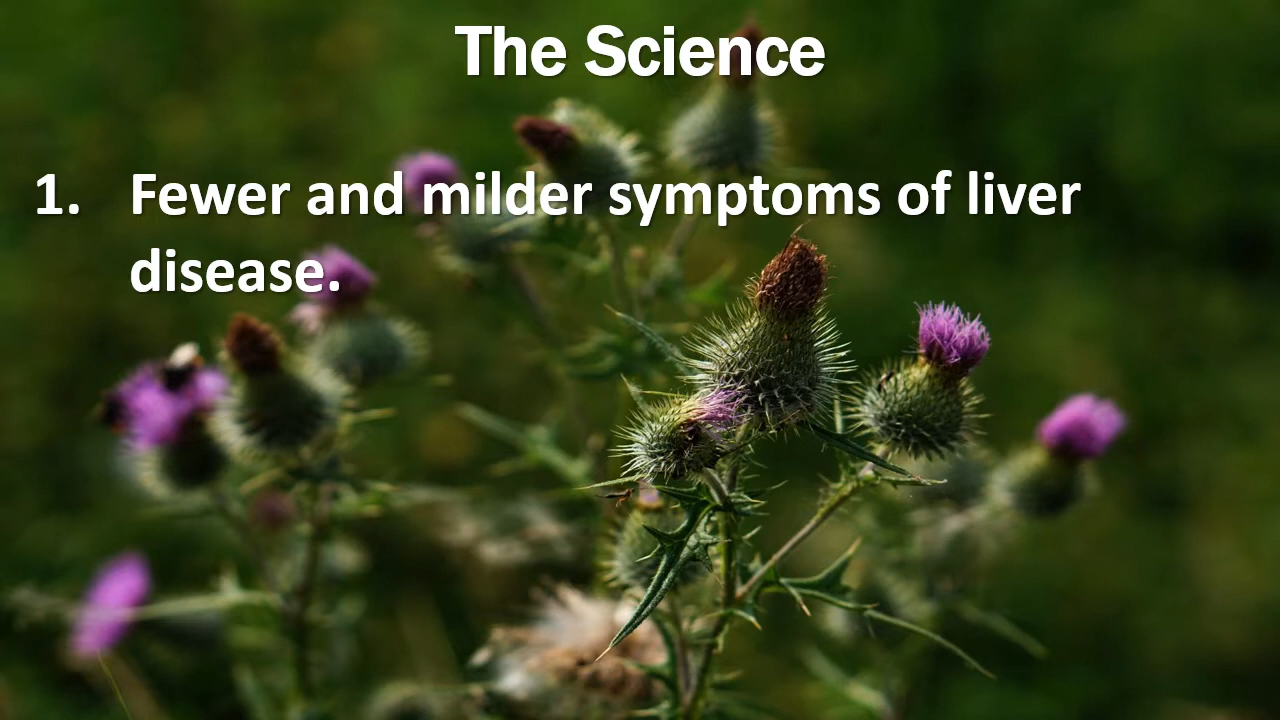 The Science
1. Fewer and milder symptoms of liver
disease.